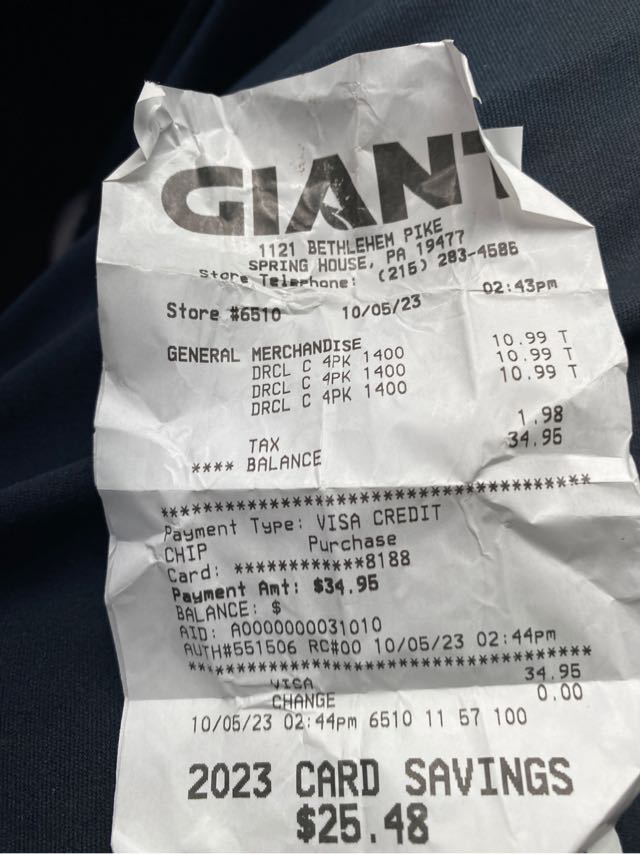 GIANT
1121 BETHLEHEM PIKE
SPRING HOUSE, PA 19477
Store Telephone: (215) 283-4586
Store #6510 10/05/23 02:43pm
GENERAL MERCHANDISE
DRCL C 4PK 1400 10.99 T
DRCL C 4PK 1400 10.99 T
DRCL C 4PK 1400 10.99 T
TAX 1.98
**** BALANCE 34.95
****************************************
Payment Type: VISA CREDIT
CHIP Purchase
Card: ************8188
Payment Amt: $34.95
BALANCE: $
AID: A0000000031010
AUTH#551506 RC#00 10/05/23 02:44pm
****************************************
VISA 34.95
CHANGE 0.00
10/05/23 02:44pm 6510 11 57 100
2023 CARD SAVINGS
$25.48